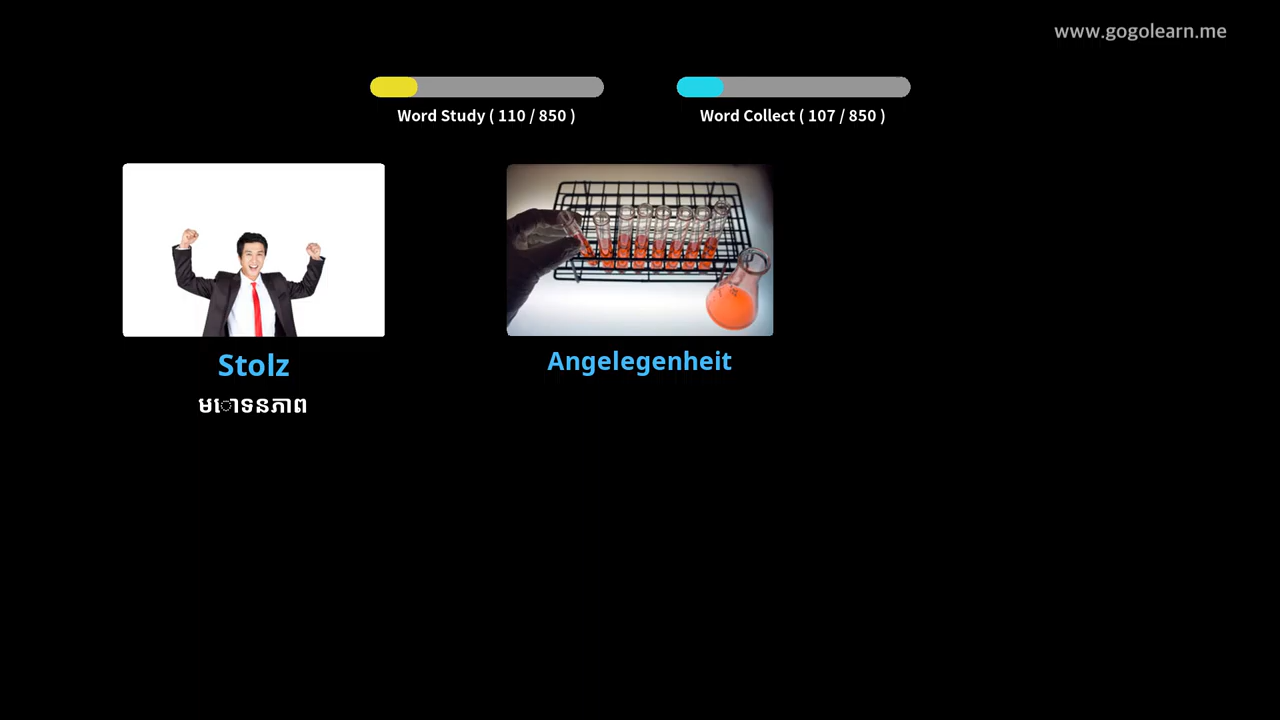 www.gogolearn.me
Word Study ( 110 / 850 )
Word Collect ( 107 / 850 )
Stolz
មោទនភាព
Angelegenheit